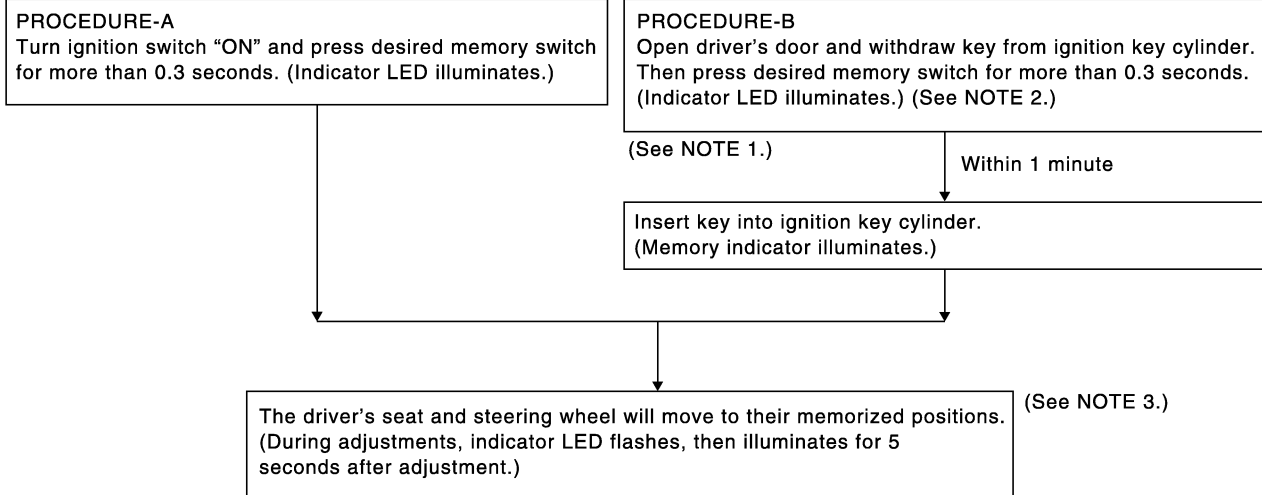 PROCEDURE-A
Turn ignition switch “ON” and press desired memory switch
for more than 0.3 seconds. (Indicator LED illuminates.)
PROCEDURE-B
Open driver’s door and withdraw key from ignition key cylinder.
Then press desired memory switch for more than 0.3 seconds.
(Indicator LED illuminates.) (See NOTE 2.)
(See NOTE 1.)
Within 1 minute
Insert key into ignition key cylinder.
(Memory indicator illuminates.)
The driver’s seat and steering wheel will move to their memorized positions.
(During adjustments, indicator LED flashes, then illuminates for 5
seconds after adjustment.)
(See NOTE 3.)